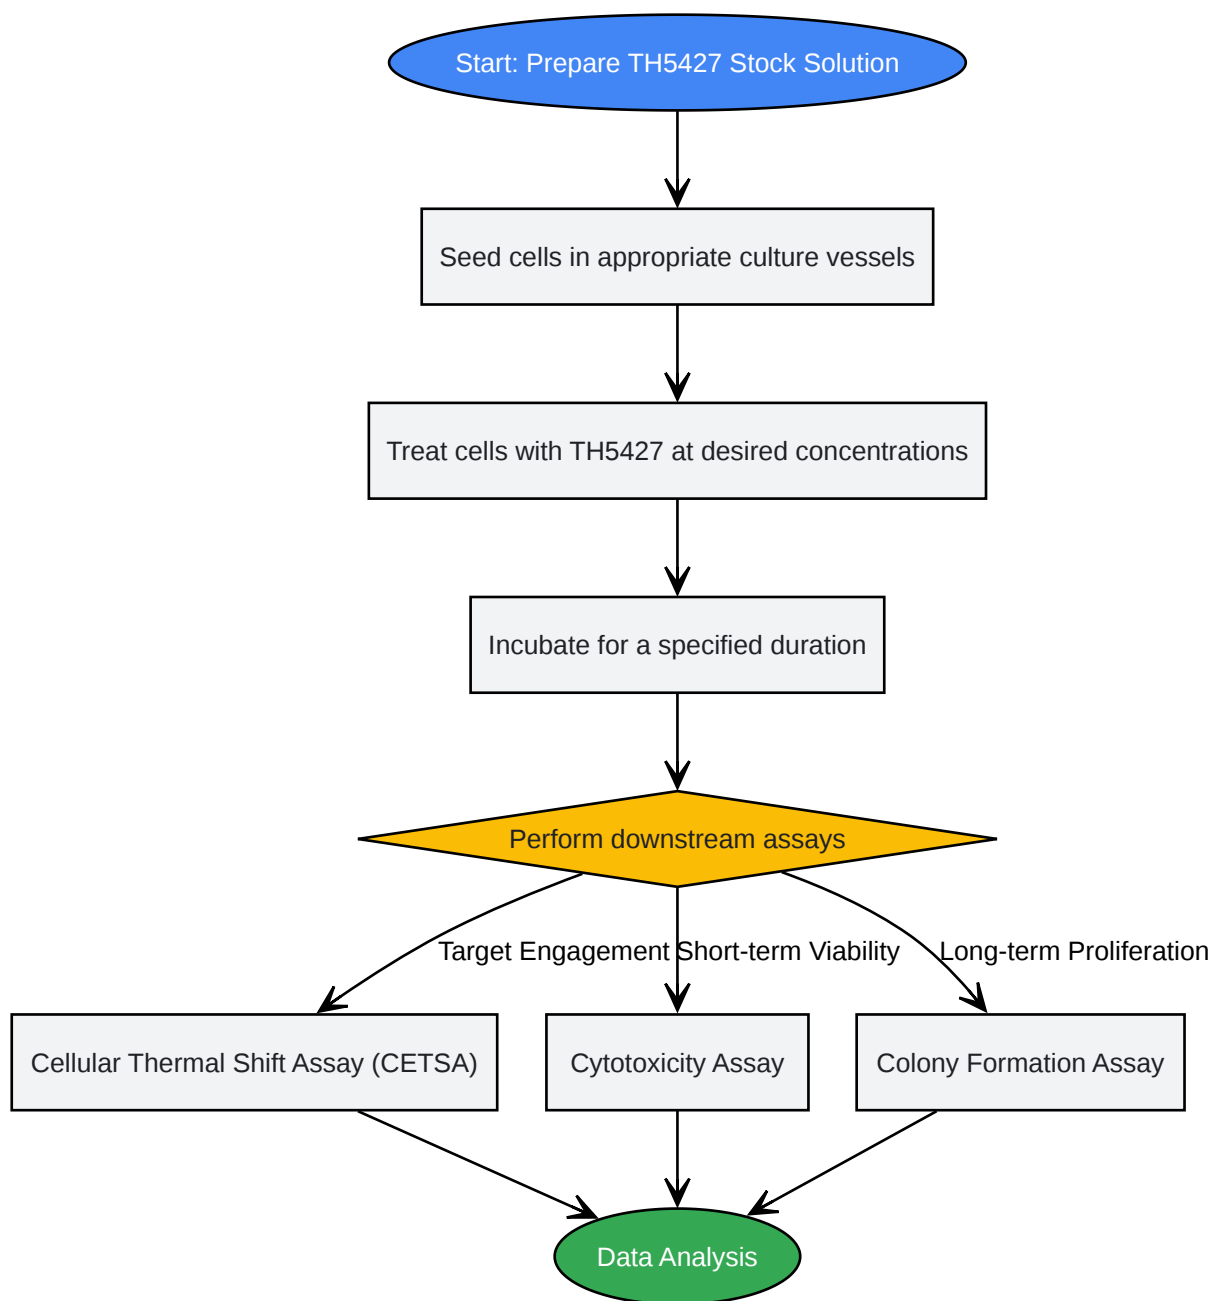 Start: Prepare TH5427 Stock Solution
Seed cells in appropriate culture vessels
Treat cells with TH5427 at desired concentrations
Incubate for a specified duration
Perform downstream assays
Target Engagement
Short-term Viability
Long-term Proliferation
Cellular Thermal Shift Assay (CETSA)
Cytotoxicity Assay
Colony Formation Assay
Data Analysis